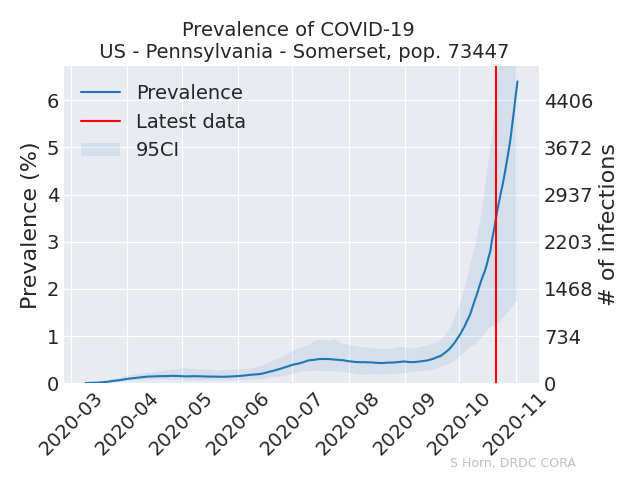 Prevalence of COVID-19
US - Pennsylvania - Somerset, pop. 73447
Prevalence
Latest data
95CI
Prevalence (%)
6
5
4
3
2
1
0
4406
3672
2937
2203
1468
734
0
# of infections
2020-03
2020-04
2020-05
2020-06
2020-07
2020-08
2020-09
2020-10
2020-11
S Horn, DRDC CORA